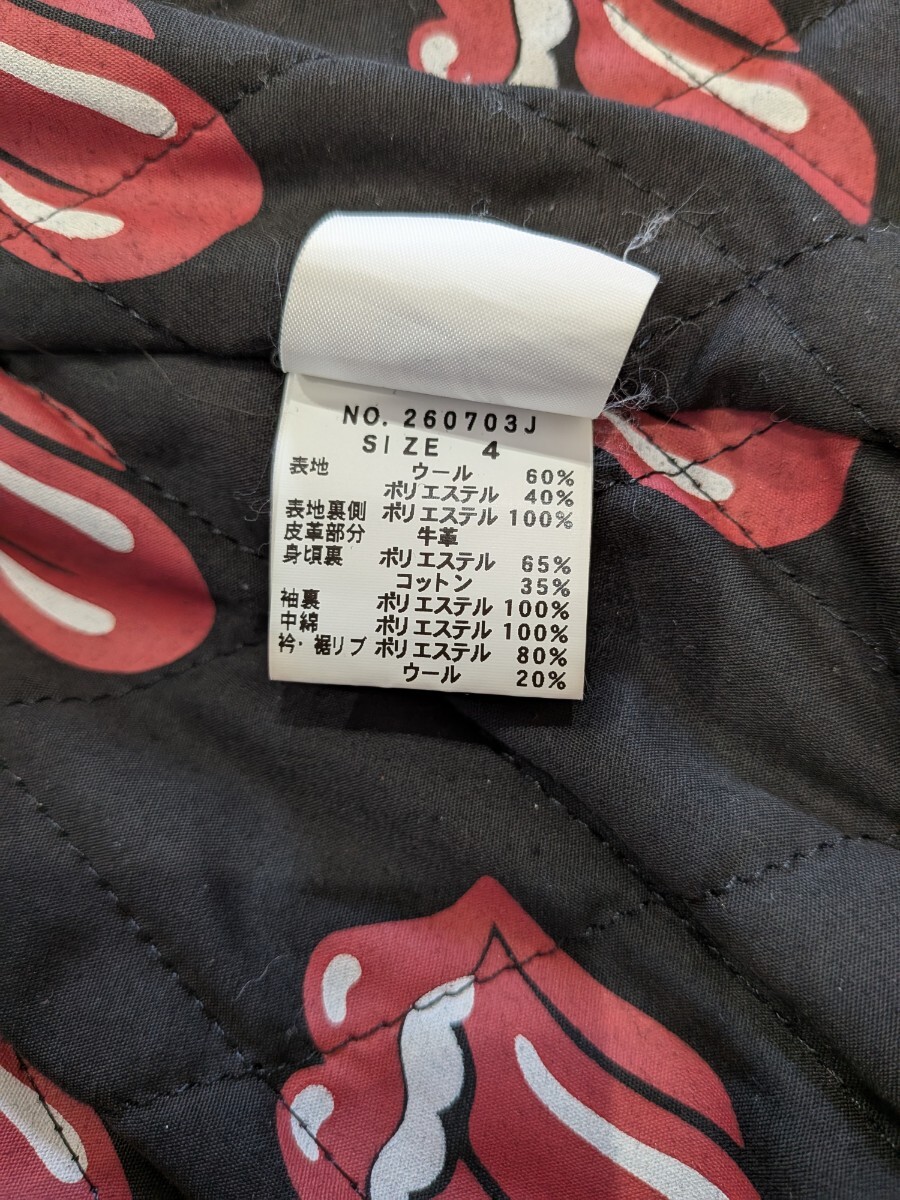 NO. 260703J
SIZE 4
表地 ウール 60%
ポリエステル 40%
表地裏側 ポリエステル 100%
皮革部分 牛革
身頃裏 ポリエステル 65%
コットン 35%
袖裏 ポリエステル 100%
中綿 ポリエステル 100%
衿・裾リブ ポリエステル 80%
ウール 20%